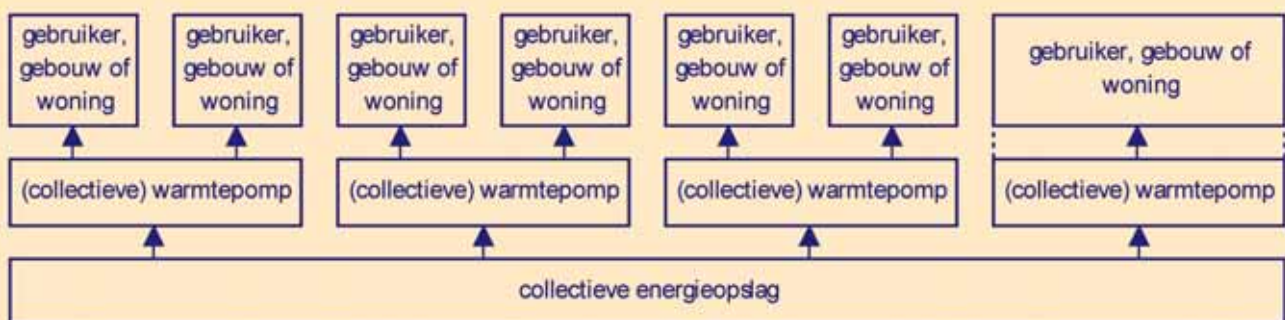 gebruiker,
gebouw of
woning
gebruiker,
gebouw of
woning
gebruiker,
gebouw of
woning
gebruiker,
gebouw of
woning
gebruiker,
gebouw of
woning
gebruiker,
gebouw of
woning
gebruiker, gebouw of
woning
(collectieve) warmtepomp
(collectieve) warmtepomp
(collectieve) warmtepomp
(collectieve) warmtepomp
collectieve energieopslag